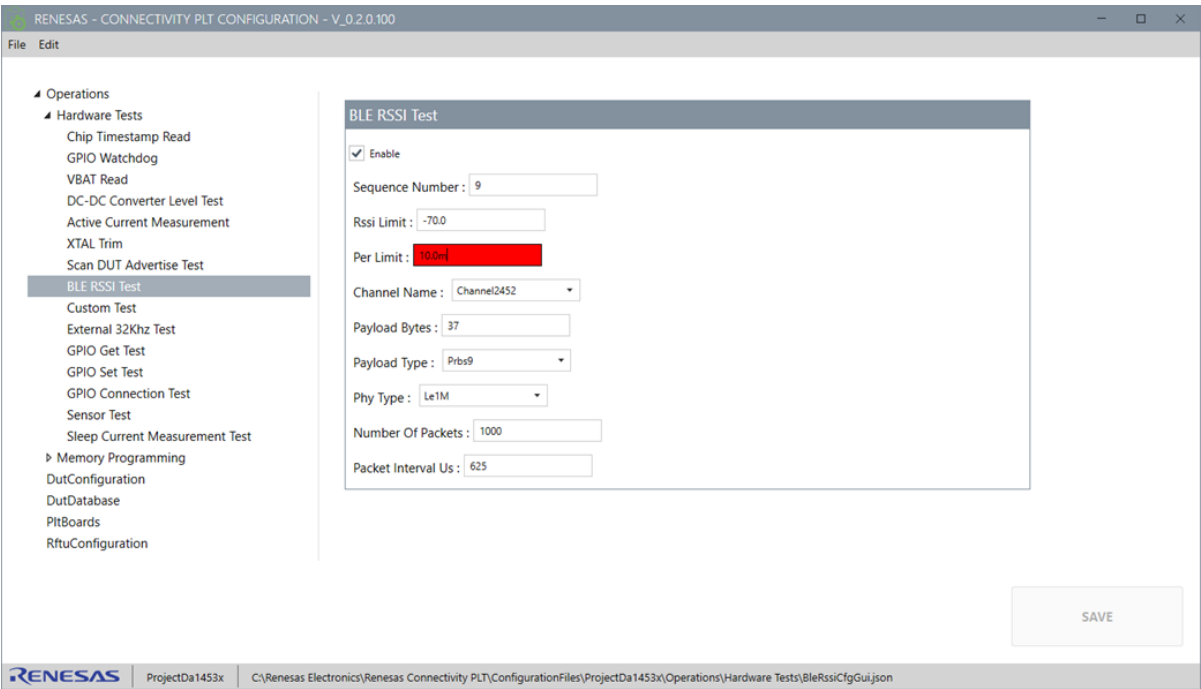 RENESAS - CONNECTIVITY PLT CONFIGURATION - V_0.2.0.100
File Edit
Operations
Hardware Tests
Chip Timestamp Read
GPIO Watchdog
VBAT Read
DC-DC Converter Level Test
Active Current Measurement
XTAL Trim
Scan DUT Advertise Test
BLE RSSI Test
Custom Test
External 32Khz Test
GPIO Get Test
GPIO Set Test
GPIO Connection Test
Sensor Test
Sleep Current Measurement Test
Memory Programming
DutConfiguration
DutDatabase
PltBoards
RftuConfiguration
BLE RSSI Test
Enable
Sequence Number : 9
Rssi Limit : -70.0
Per Limit : 10.0m
Channel Name : Channel2452
Payload Bytes : 37
Payload Type : Prbs9
Phy Type : Le1M
Number Of Packets : 1000
Packet Interval Us : 625
SAVE
RENESAS ProjectDa1453x C:\Renesas Electronics\Renesas Connectivity PLT\ConfigurationFiles\ProjectDa1453x\Operations\Hardware Tests\BleRssiCfgGui.json